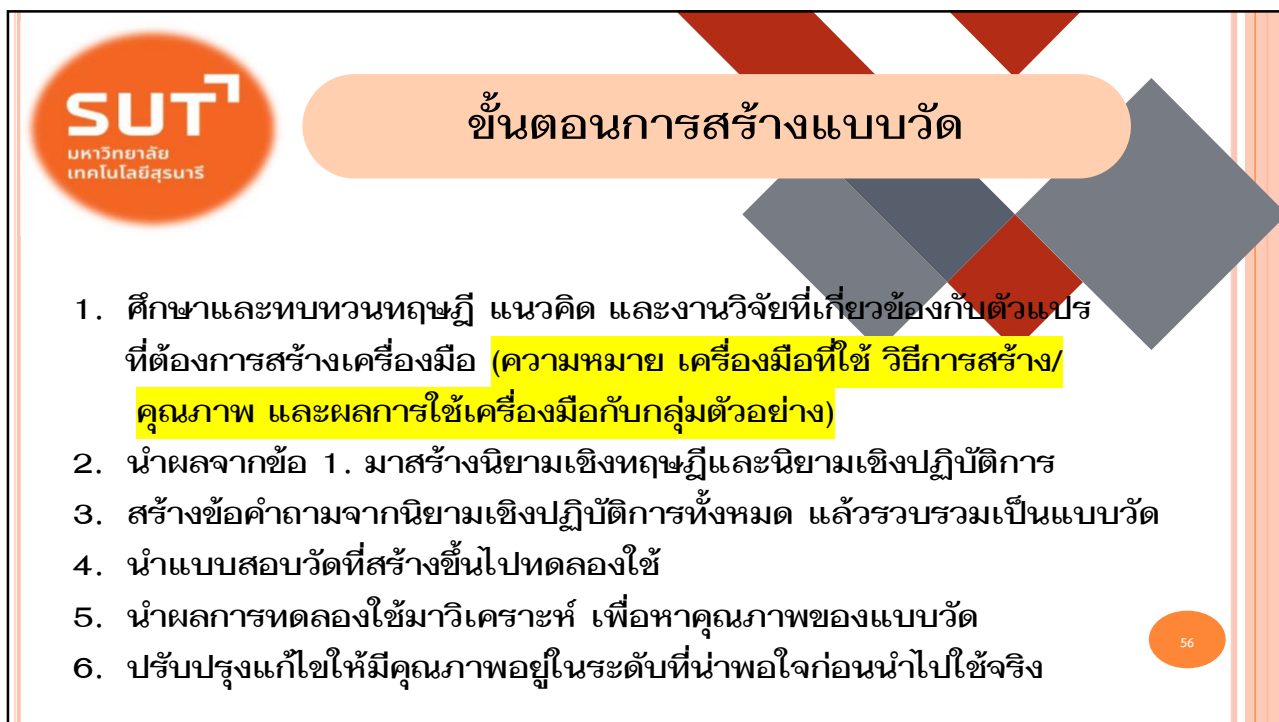 SUT
มหาวิทยาลัย
เทคโนโลยีสุรนารี
ขั้นตอนการสร้างแบบวัด
1. ศึกษาและทบทวนทฤษฎี แนวคิด และงานวิจัยที่เกี่ยวข้องกับตัวแปร
ที่ต้องการสร้างเครื่องมือ (ความหมาย เครื่องมือที่ใช้ วิธีการสร้าง/
คุณภาพ และผลการใช้เครื่องมือกับกลุ่มตัวอย่าง)
2. นำผลจากข้อ 1. มาสร้างนิยามเชิงทฤษฎีและนิยามเชิงปฏิบัติการ
3. สร้างข้อคำถามจากนิยามเชิงปฏิบัติการทั้งหมด แล้วรวบรวมเป็นแบบวัด
4. นำแบบสอบวัดที่สร้างขึ้นไปทดลองใช้
5. นำผลการทดลองใช้มาวิเคราะห์ เพื่อหาคุณภาพของแบบวัด
6. ปรับปรุงแก้ไขให้มีคุณภาพอยู่ในระดับที่น่าพอใจก่อนนำไปใช้จริง
56